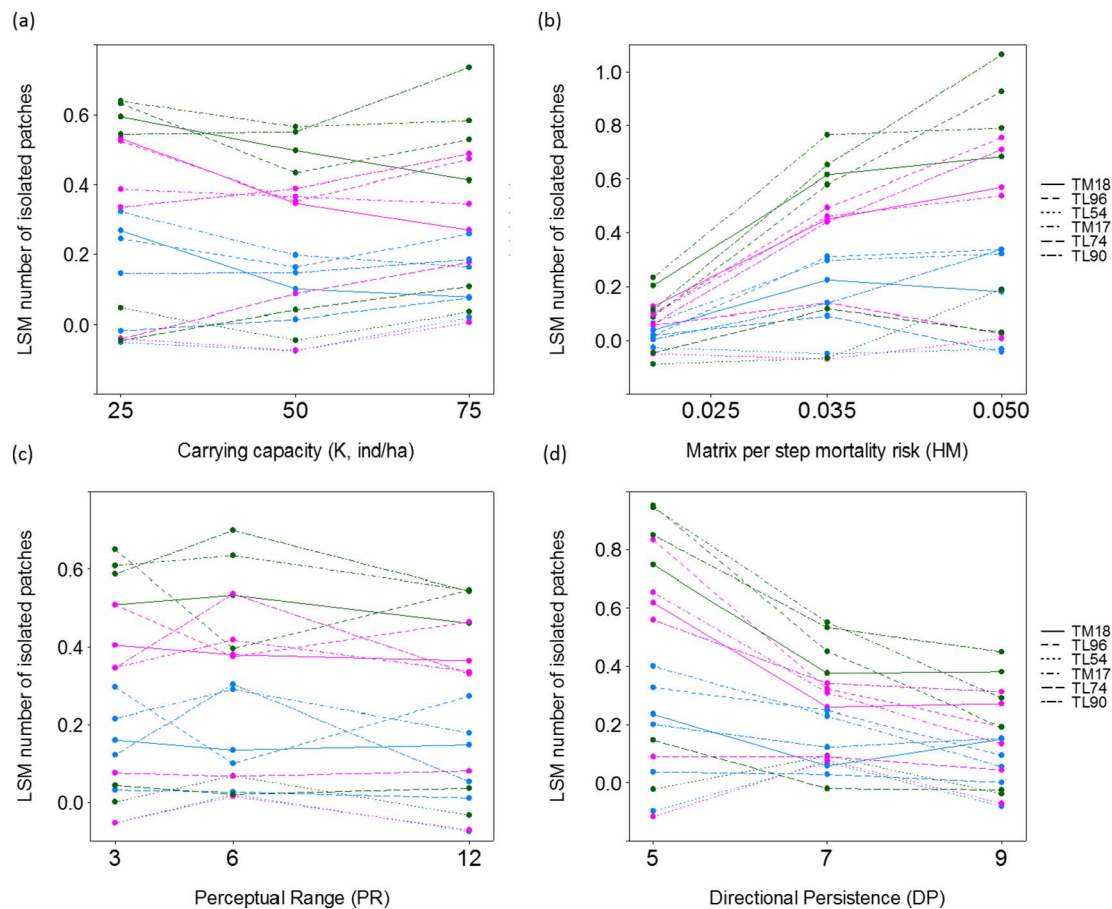 (a)
(b)
LSM number of isolated patches
0.6
0.4
0.2
0.0
25
50
75
Carrying capacity (K, ind/ha)
LSM number of isolated patches
1.0
0.8
0.6
0.4
0.2
0.0
0.025
0.035
0.050
Matrix per step mortality risk (HM)
TM18
TL96
TL54
TM17
TL74
TL90
(c)
(d)
LSM number of isolated patches
0.6
0.4
0.2
0.0
3
6
12
Perceptual Range (PR)
LSM number of isolated patches
0.8
0.6
0.4
0.2
0.0
5
7
9
Directional Persistence (DP)
TM18
TL96
TL54
TM17
TL74
TL90